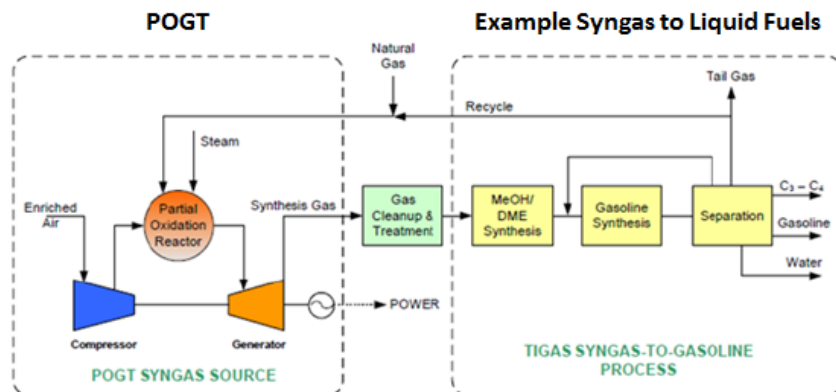 POGT
Example Syngas to Liquid Fuels
Natural
Gas
Tail Gas
Recycle
Steam
Enriched
Air
Partial
Oxidation
Reactor
Synthesis Gas
Gas
Cleanup &
Treatment
MeOH/
DME
Synthesis
Gasoline
Synthesis
Separation
C₃ – C₄
Gasoline
Water
POWER
Compressor
Generator
POGT SYNGAS SOURCE
TIGAS SYNGAS-TO-GASOLINE
PROCESS